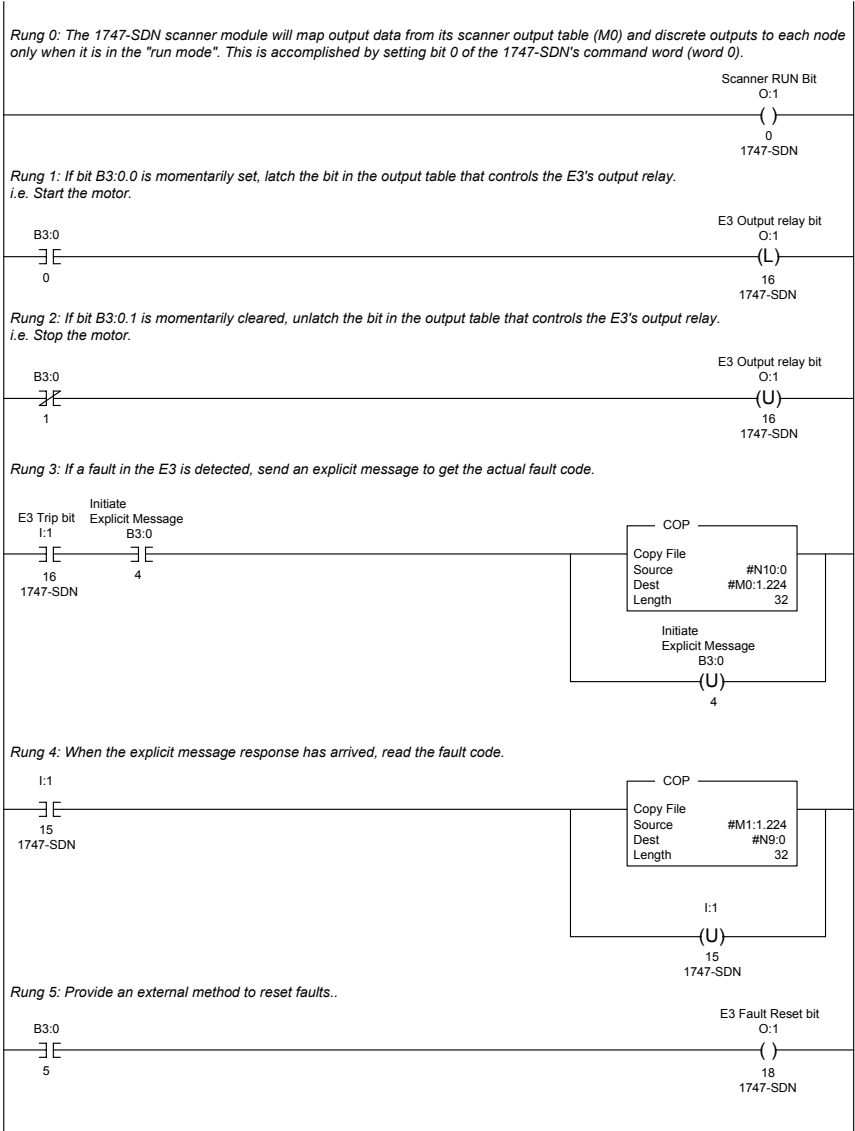 Rung 0: The 1747-SDN scanner module will map output data from its scanner output table (M0) and discrete outputs to each node
only when it is in the "run mode". This is accomplished by setting bit 0 of the 1747-SDN's command word (word 0).
Scanner RUN Bit
O:1
( )
0
1747-SDN
Rung 1: If bit B3:0.0 is momentarily set, latch the bit in the output table that controls the E3's output relay.
i.e. Start the motor.
E3 Output relay bit
B3:0 O:1
(L)
0 16
1747-SDN
Rung 2: If bit B3:0.1 is momentarily cleared, unlatch the bit in the output table that controls the E3's output relay.
i.e. Stop the motor.
E3 Output relay bit
B3:0 O:1
(U)
1 16
1747-SDN
Rung 3: If a fault in the E3 is detected, send an explicit message to get the actual fault code.
Initiate
E3 Trip bit Explicit Message
I:1 B3:0
16 4
1747-SDN
COP
Copy File
Source #N10:0
Dest #M0:1.224
Length 32
Initiate
Explicit Message
B3:0
(U)
4
Rung 4: When the explicit message response has arrived, read the fault code.
I:1
15
1747-SDN
COP
Copy File
Source #M1:1.224
Dest #N9:0
Length 32
I:1
(U)
15
1747-SDN
Rung 5: Provide an external method to reset faults..
E3 Fault Reset bit
B3:0 O:1
( )
5 18
1747-SDN